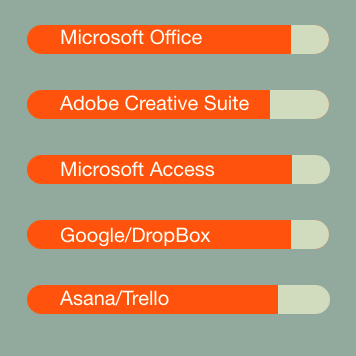 Microsoft Office
Adobe Creative Suite
Microsoft Access
Google/DropBox
Asana/Trello